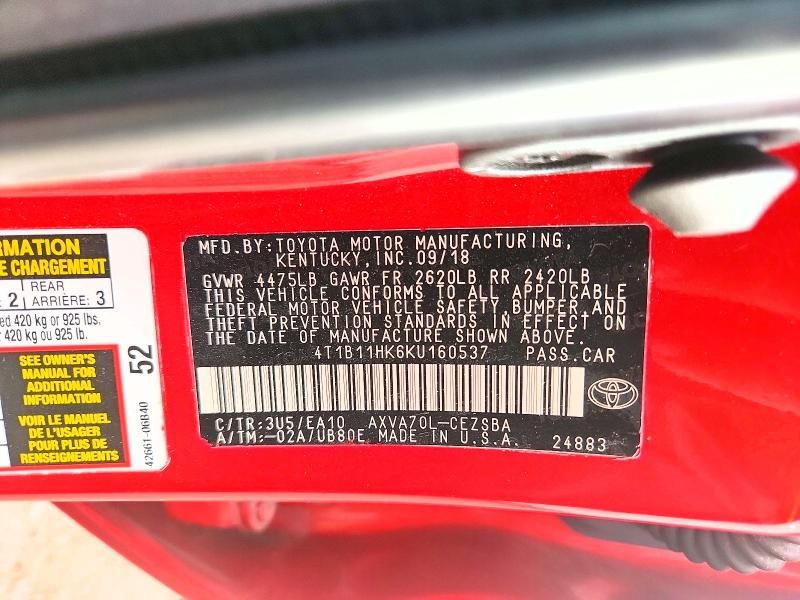 RMATION
E CHARGEMENT
REAR
: 2 ARRIÈRE: 3
ed 420 kg or 925 lbs.
420 kg ou 925 lb.
SEE OWNER'S
MANUAL FOR
ADDITIONAL
INFORMATION
VOIR LE MANUEL
DE L'USAGER
POUR PLUS DE
RENSEIGNEMENTS
52
42661-06B40
MFD.BY:TOYOTA MOTOR MANUFACTURING,
KENTUCKY,INC.09/18
GVWR 4475LB GAWR FR 2620LB RR 2420LB
THIS VEHICLE CONFORMS TO ALL APPLICABLE
FEDERAL MOTOR VEHICLE SAFETY,BUMPER,AND
THEFT PREVENTION STANDARDS IN EFFECT ON
THE DATE OF MANUFACTURE SHOWN ABOVE.
4T1B11HK6KU160537 PASS.CAR
C/TR:3U5/EA10 AXVA70L-CEZSBA
A/TM:-02A/UB80E MADE IN U.S.A. 24883